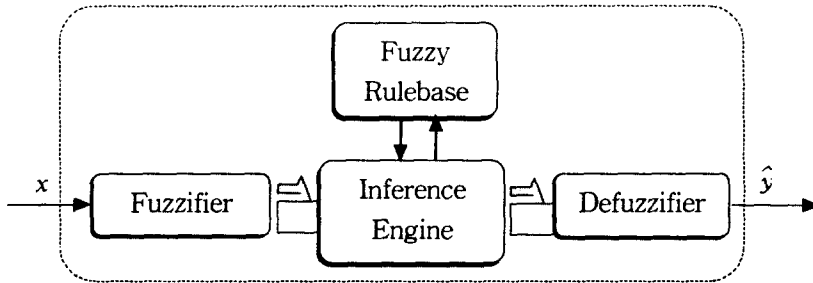 Fuzzy
Rulebase
x
Fuzzifier
Inference
Engine
Defuzzifier
ŷ